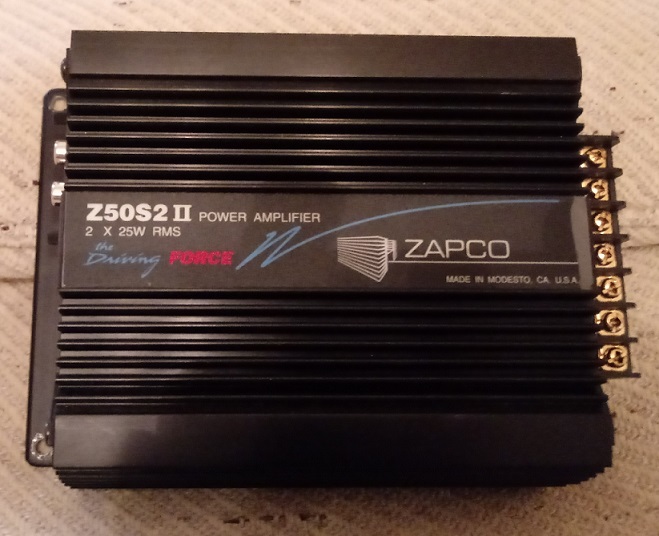 Z50S2 II POWER AMPLIFIER
2 X 25W RMS
the
Driving FORCE
ZAPCO
MADE IN MODESTO, CA. U.S.A.